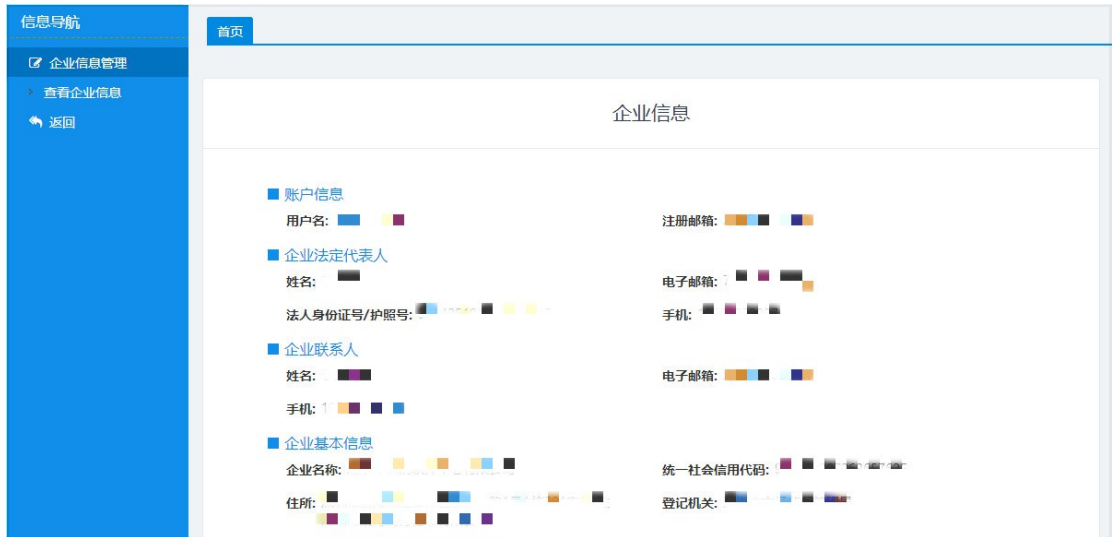 信息导航
首页
企业信息管理
查看企业信息
返回
企业信息
账户信息
用户名: 注册邮箱:
企业法定代表人
姓名: 电子邮箱:
法人身份证号/护照号: 手机:
企业联系人
姓名: 电子邮箱:
手机:
企业基本信息
企业名称: 统一社会信用代码:
住所: 登记机关: